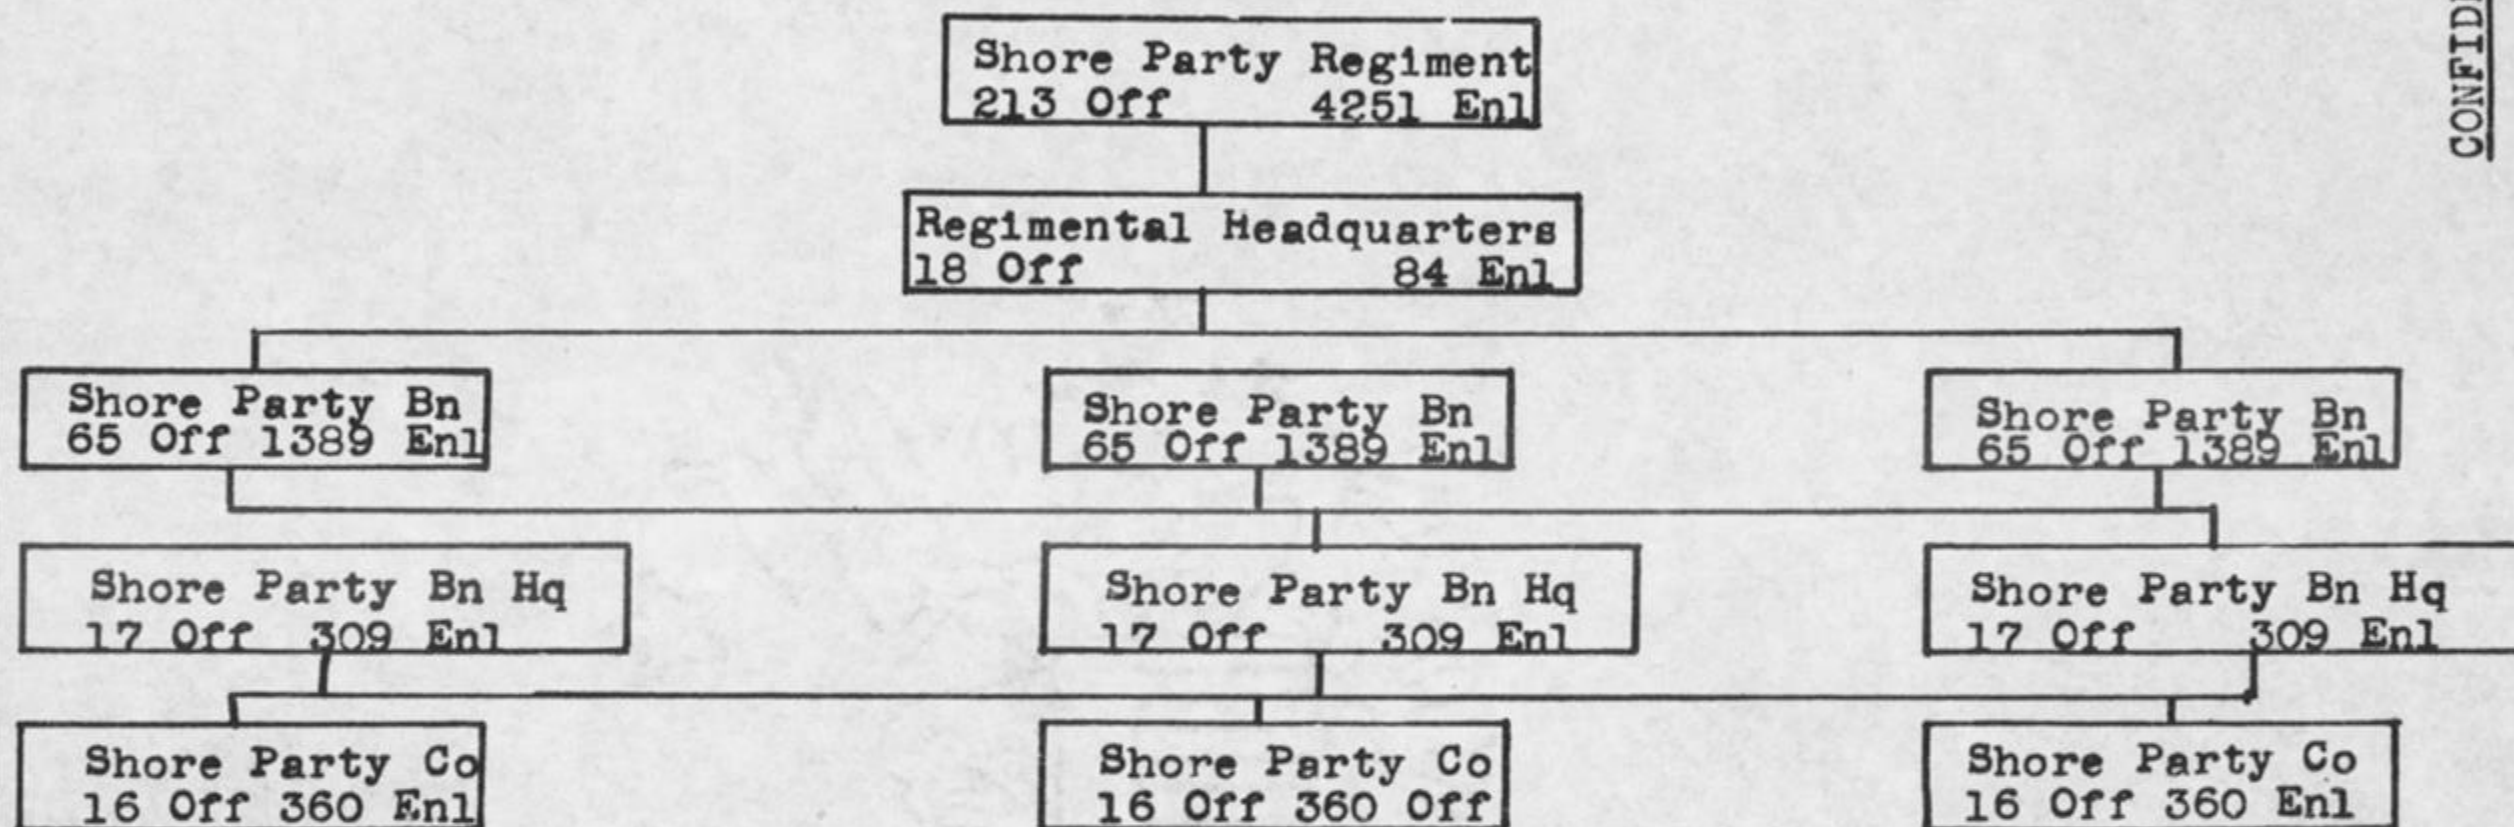 Shore Party Regiment
213 Off 4251 Enl
Regimental Headquarters
18 Off 84 Enl
Shore Party Bn
65 Off 1389 Enl
Shore Party Bn
65 Off 1389 Enl
Shore Party Bn
65 Off 1389 Enl
Shore Party Bn Hq
17 Off 309 Enl
Shore Party Bn Hq
17 Off 309 Enl
Shore Party Bn Hq
17 Off 309 Enl
Shore Party Co
16 Off 360 Enl
Shore Party Co
16 Off 360 Off
Shore Party Co
16 Off 360 Enl